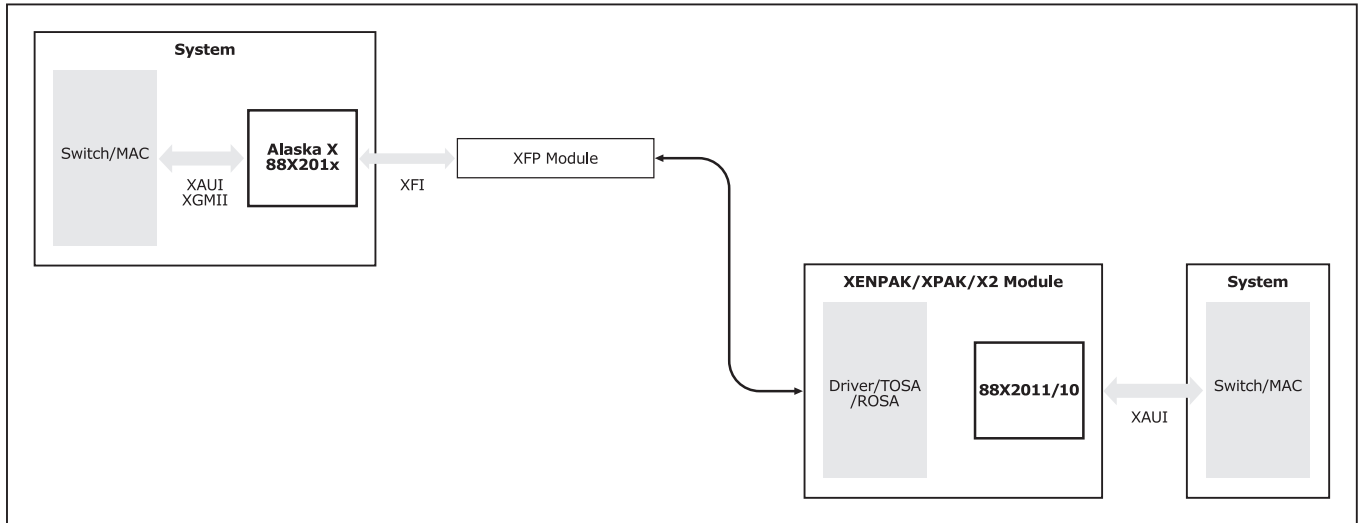 System
Switch/MAC
XAUI
XGMII
Alaska X
88X201x
XFI
XFP Module
XENPAK/XPAK/X2 Module
Driver/TOSA
/ROSA
88X2011/10
XAUI
System
Switch/MAC